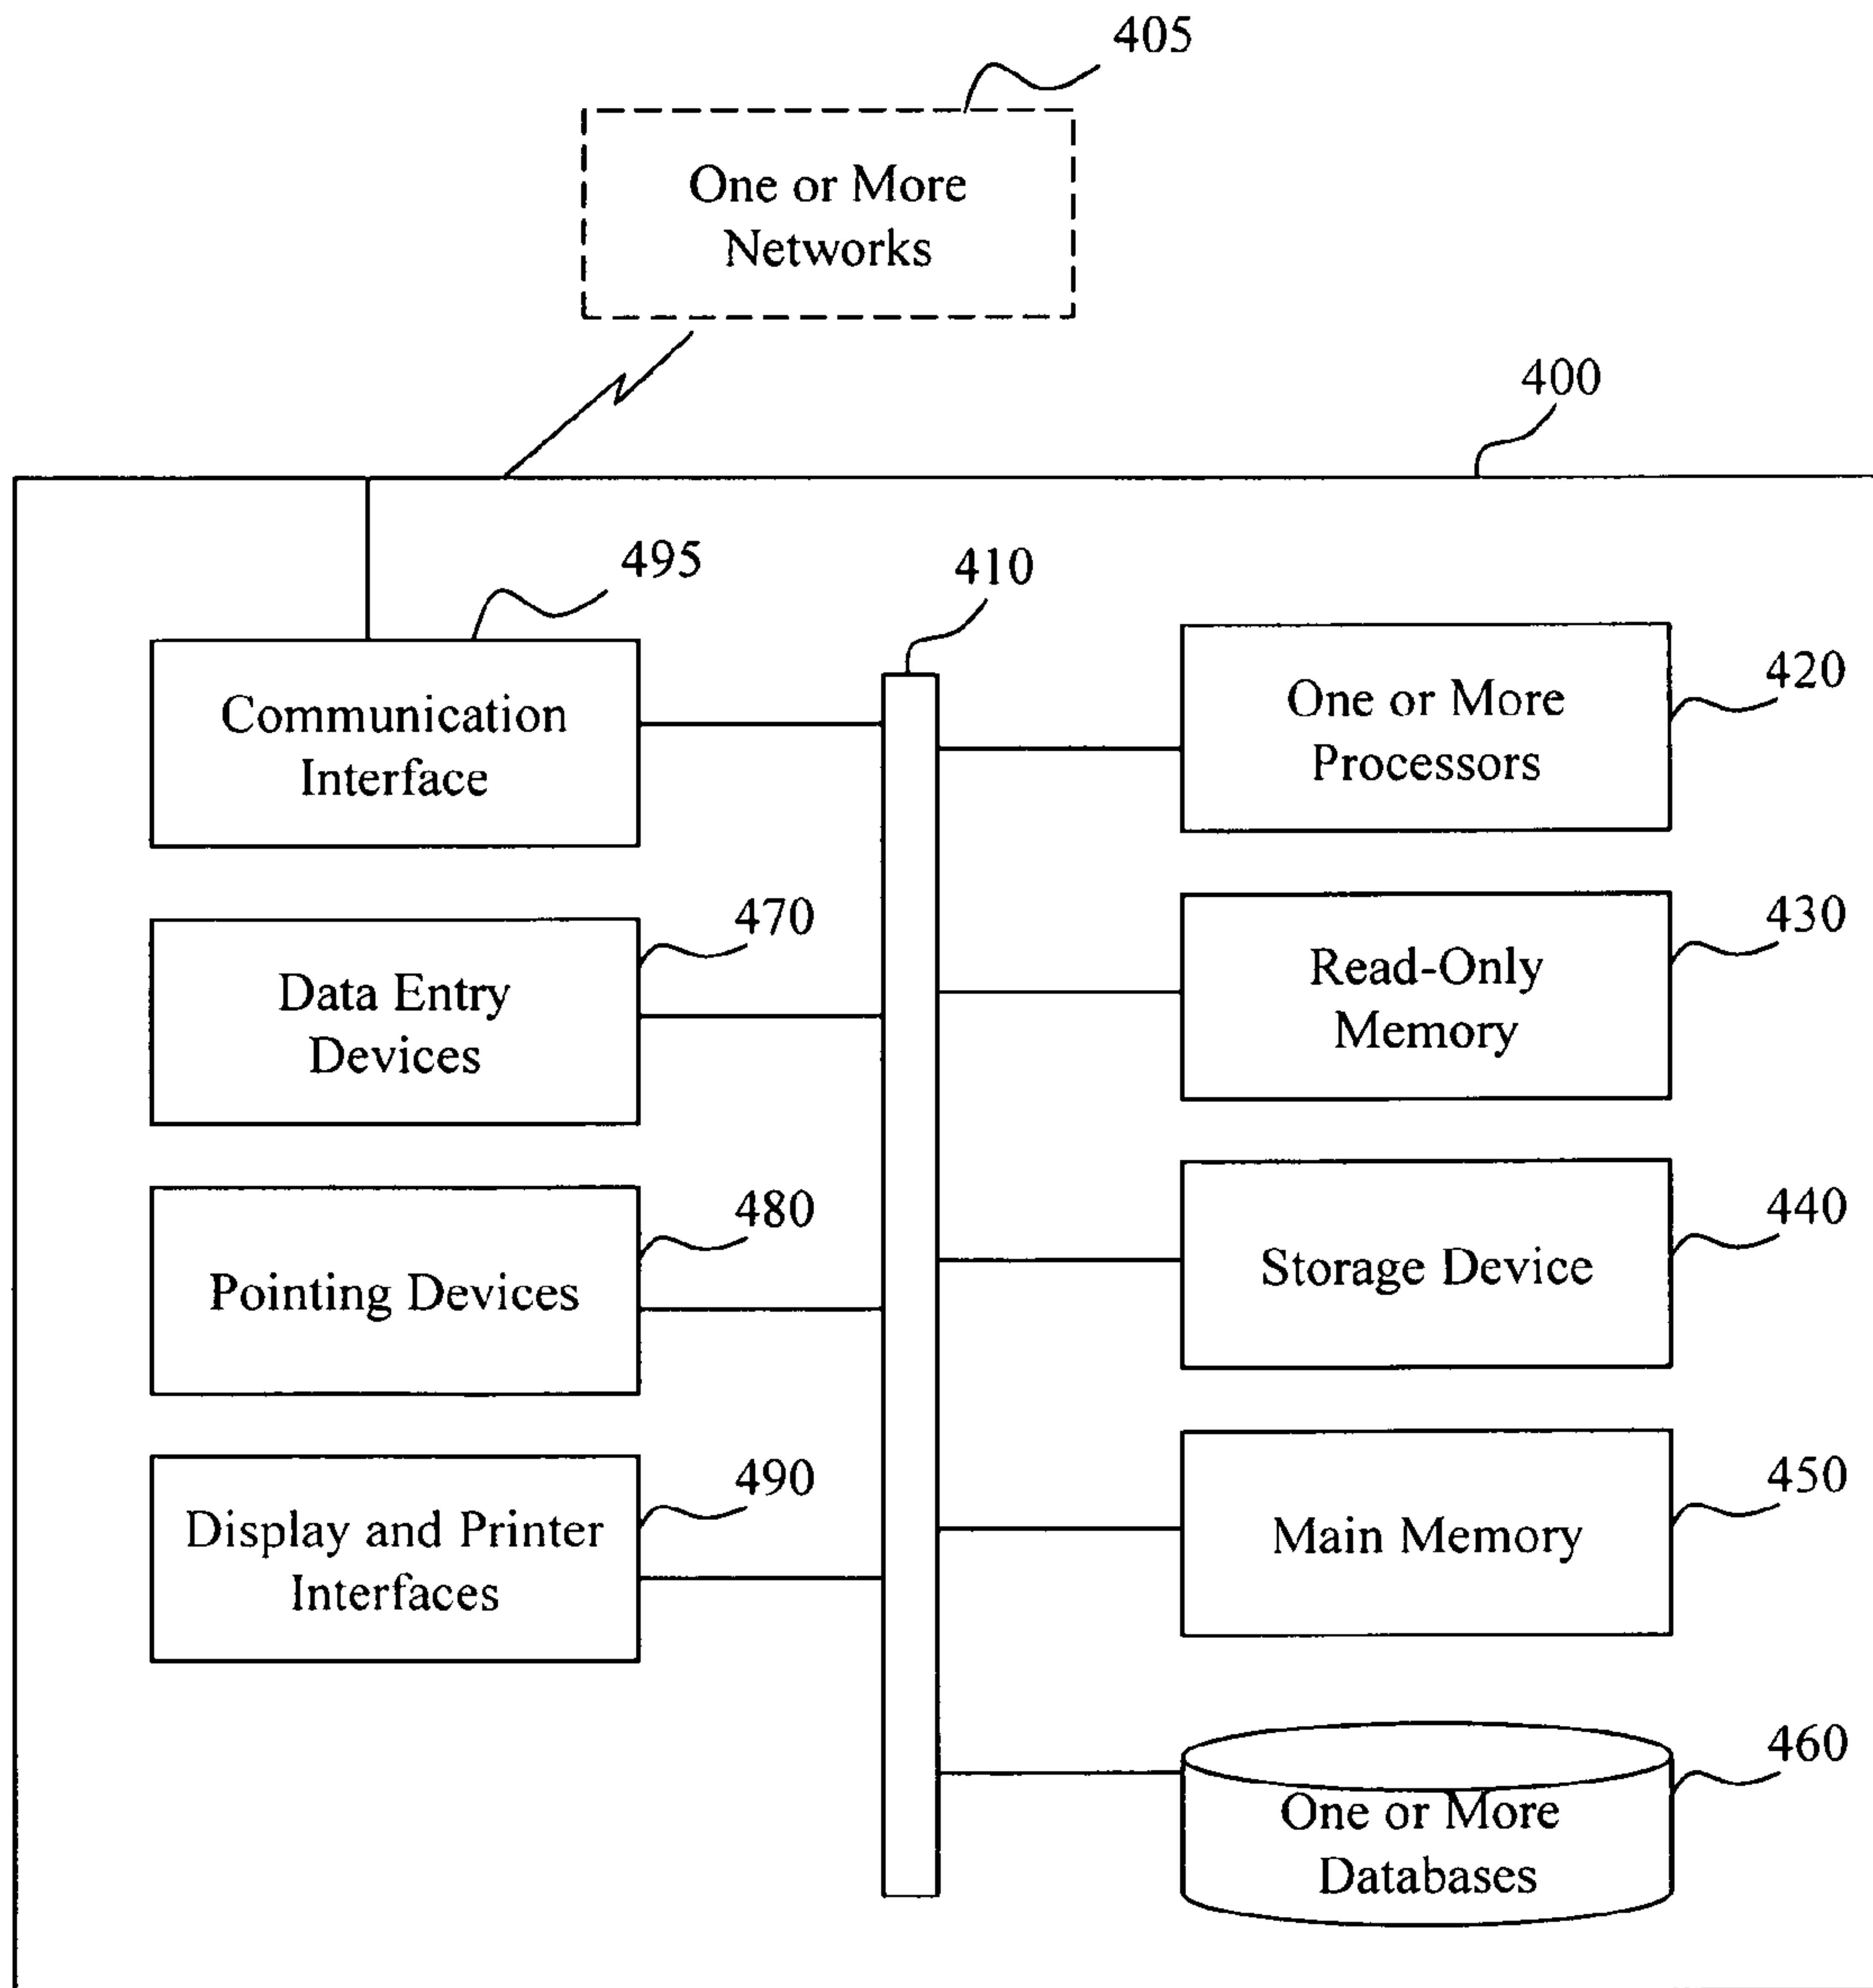 405
One or More
Networks
400
495
410
Communication
Interface
One or More
Processors
420
470
Data Entry
Devices
Read-Only
Memory
430
480
Pointing Devices
Storage Device
440
490
Display and Printer
Interfaces
Main Memory
450
One or More
Databases
460